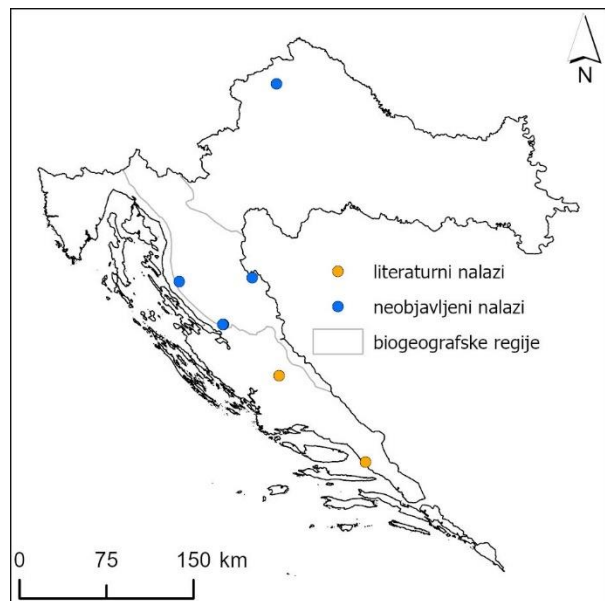 N
literaturni nalazi
neobjavljeni nalazi
biogeografske regije
0 75 150 km